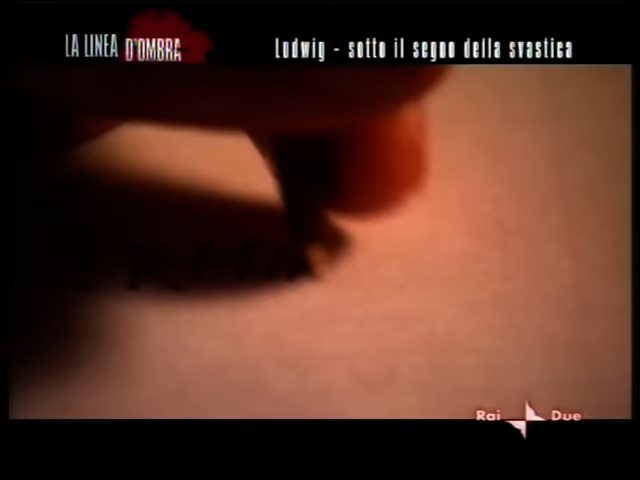 LA LINEA D'OMBRA
Ludwig - sotto il segno della svastica
Rai Due